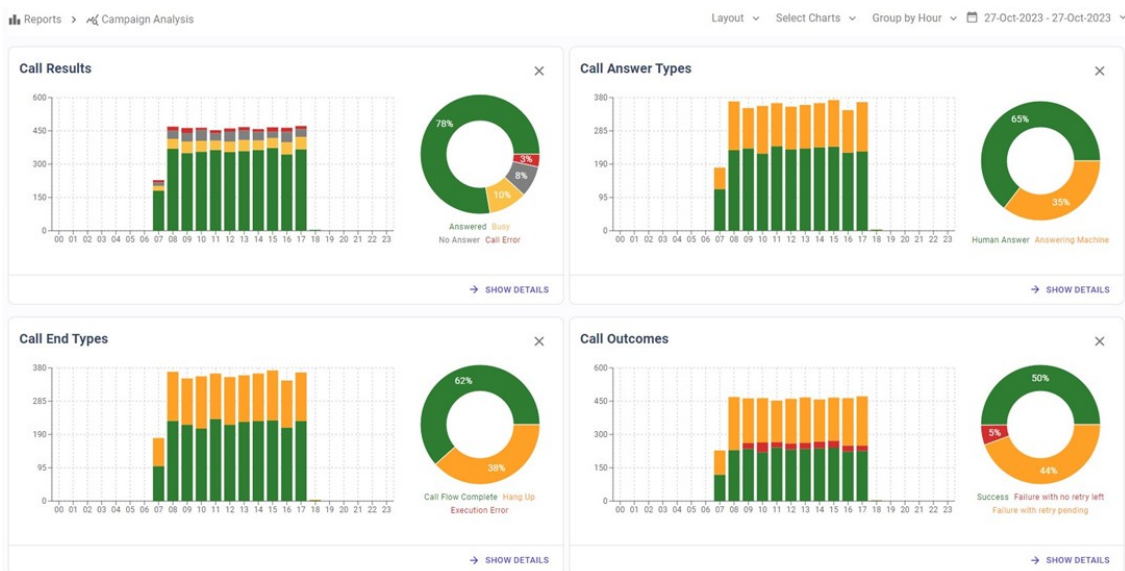 Reports > Campaign Analysis
Layout Select Charts Group by Hour 27-Oct-2023 - 27-Oct-2023
Call Results
600
450
300
150
0
00 01 02 03 04 05 06 07 08 09 10 11 12 13 14 15 16 17 18 19 20 21 22 23
78%
3%
8%
10%
Answered Busy
No Answer Call Error
SHOW DETAILS
Call Answer Types
380
285
190
95
0
00 01 02 03 04 05 06 07 08 09 10 11 12 13 14 15 16 17 18 19 20 21 22 23
65%
35%
Human Answer Answering Machine
SHOW DETAILS
Call End Types
380
285
190
95
0
00 01 02 03 04 05 06 07 08 09 10 11 12 13 14 15 16 17 18 19 20 21 22 23
62%
38%
Call Flow Complete Hang Up
Execution Error
SHOW DETAILS
Call Outcomes
600
450
300
150
0
00 01 02 03 04 05 06 07 08 09 10 11 12 13 14 15 16 17 18 19 20 21 22 23
50%
5%
44%
Success Failure with no retry left
Failure with retry pending
SHOW DETAILS